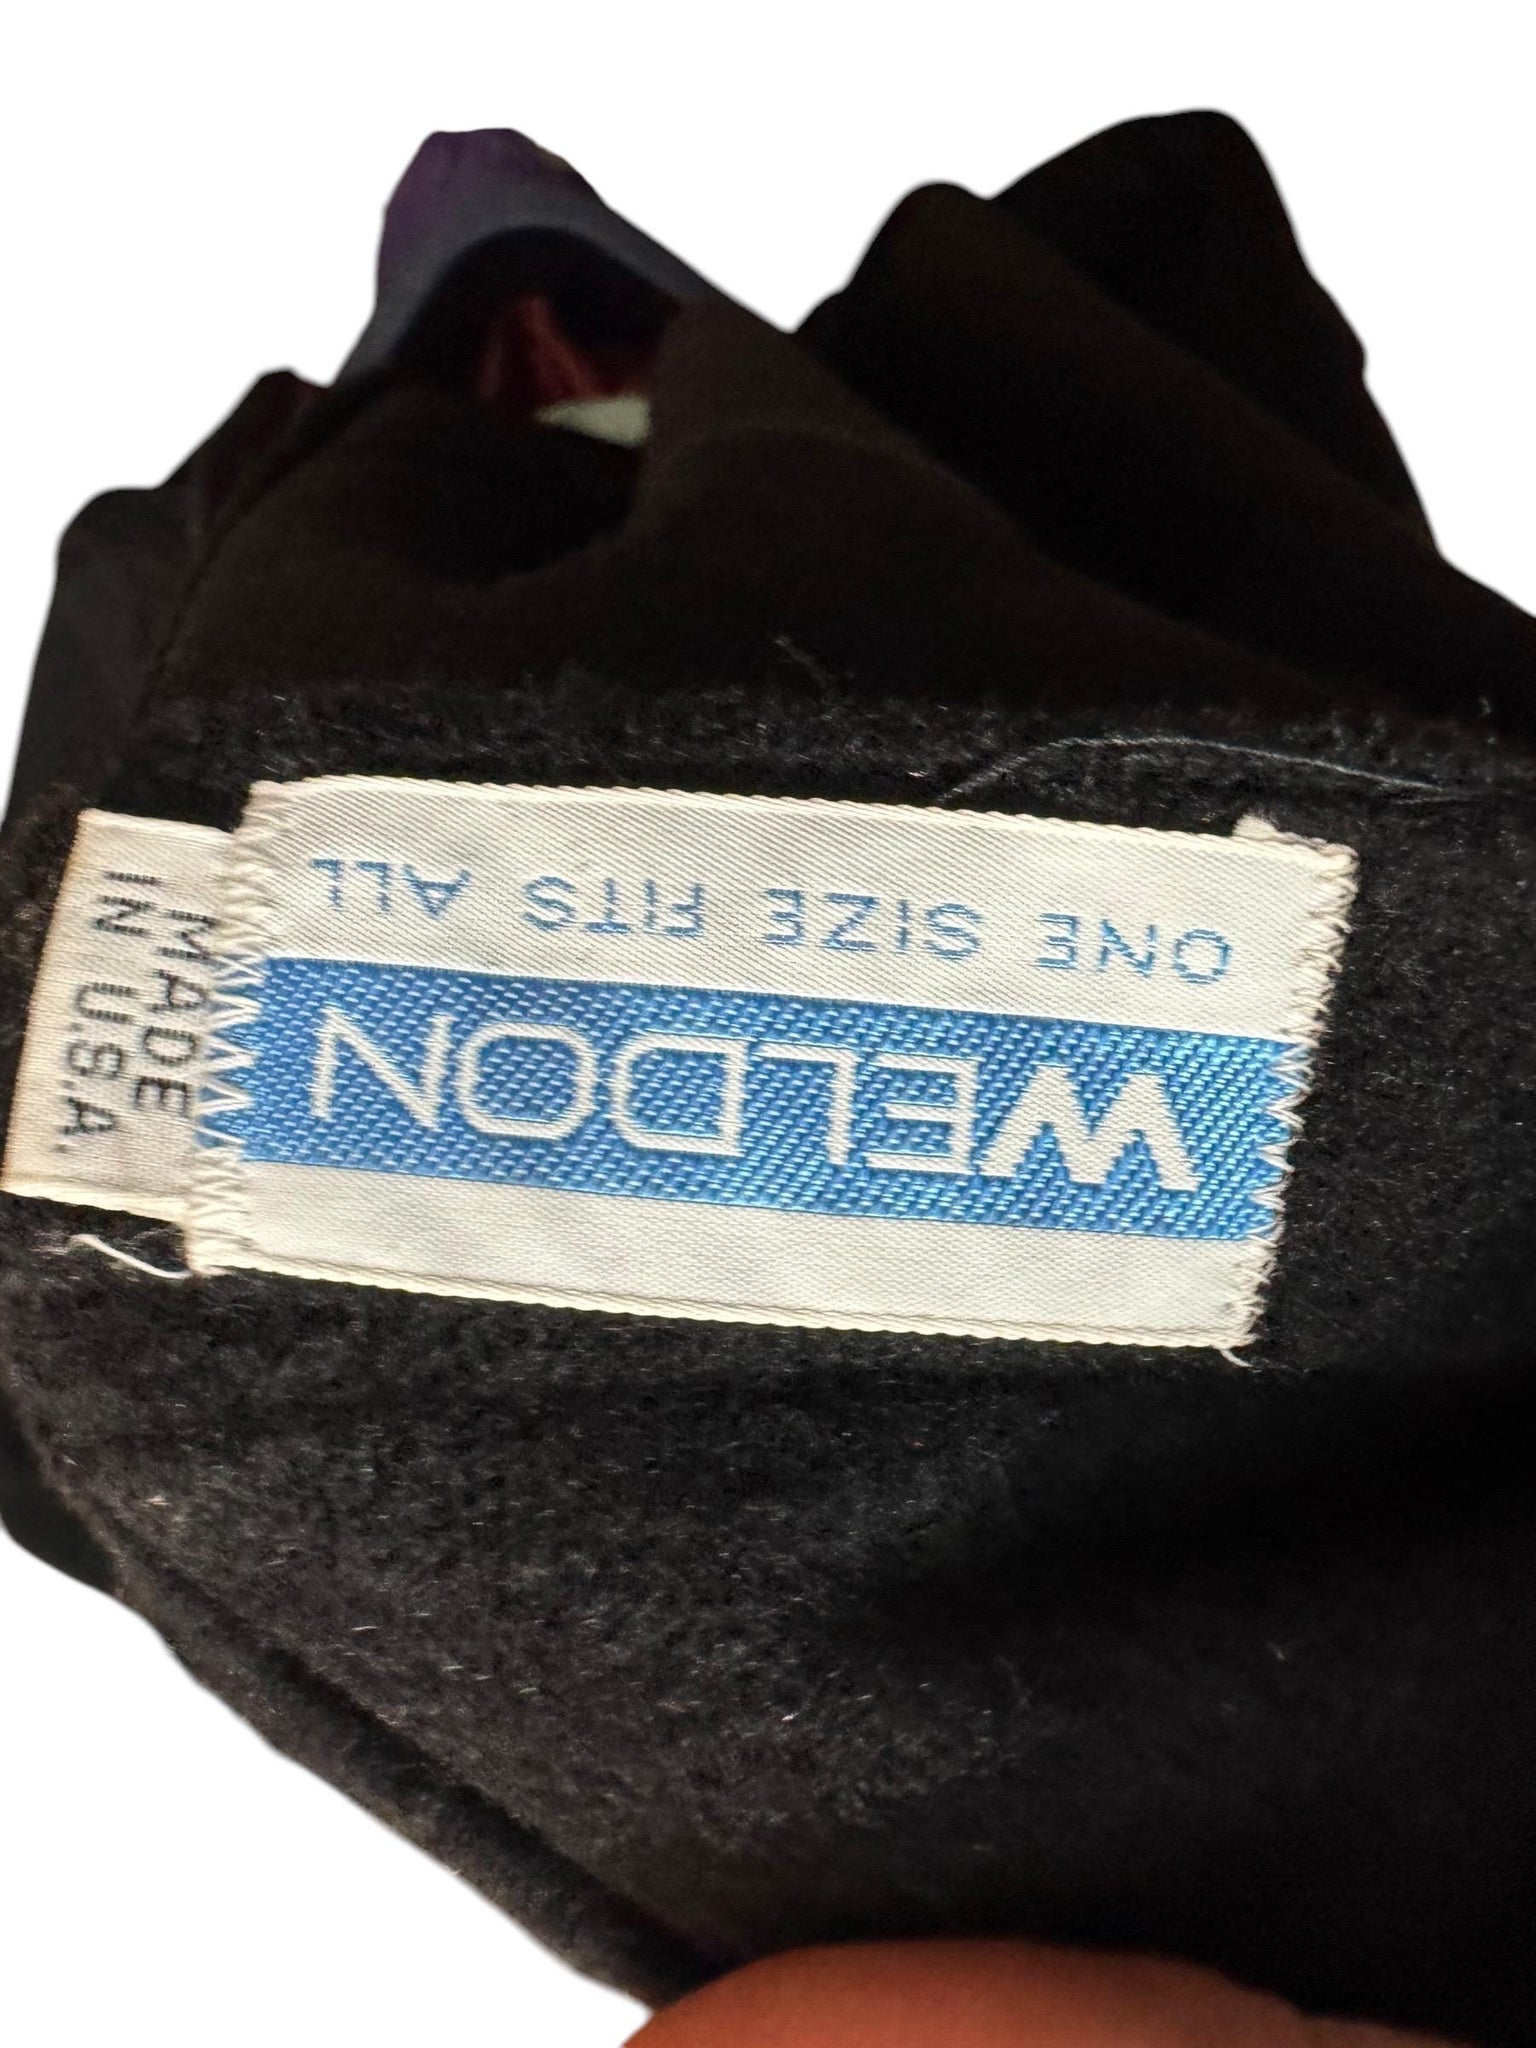 WELDON
ONE SIZE FITS ALL
MADE
IN U.S.A.